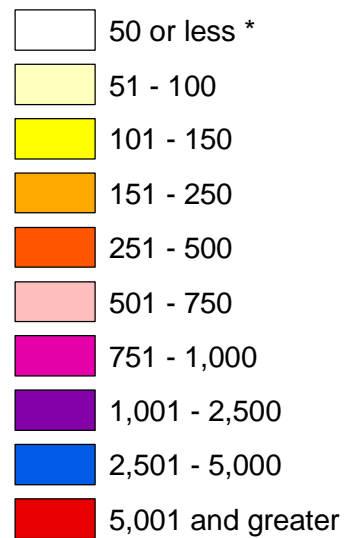 50 or less *
51 - 100
101 - 150
151 - 250
251 - 500
501 - 750
751 - 1,000
1,001 - 2,500
2,501 - 5,000
5,001 and greater